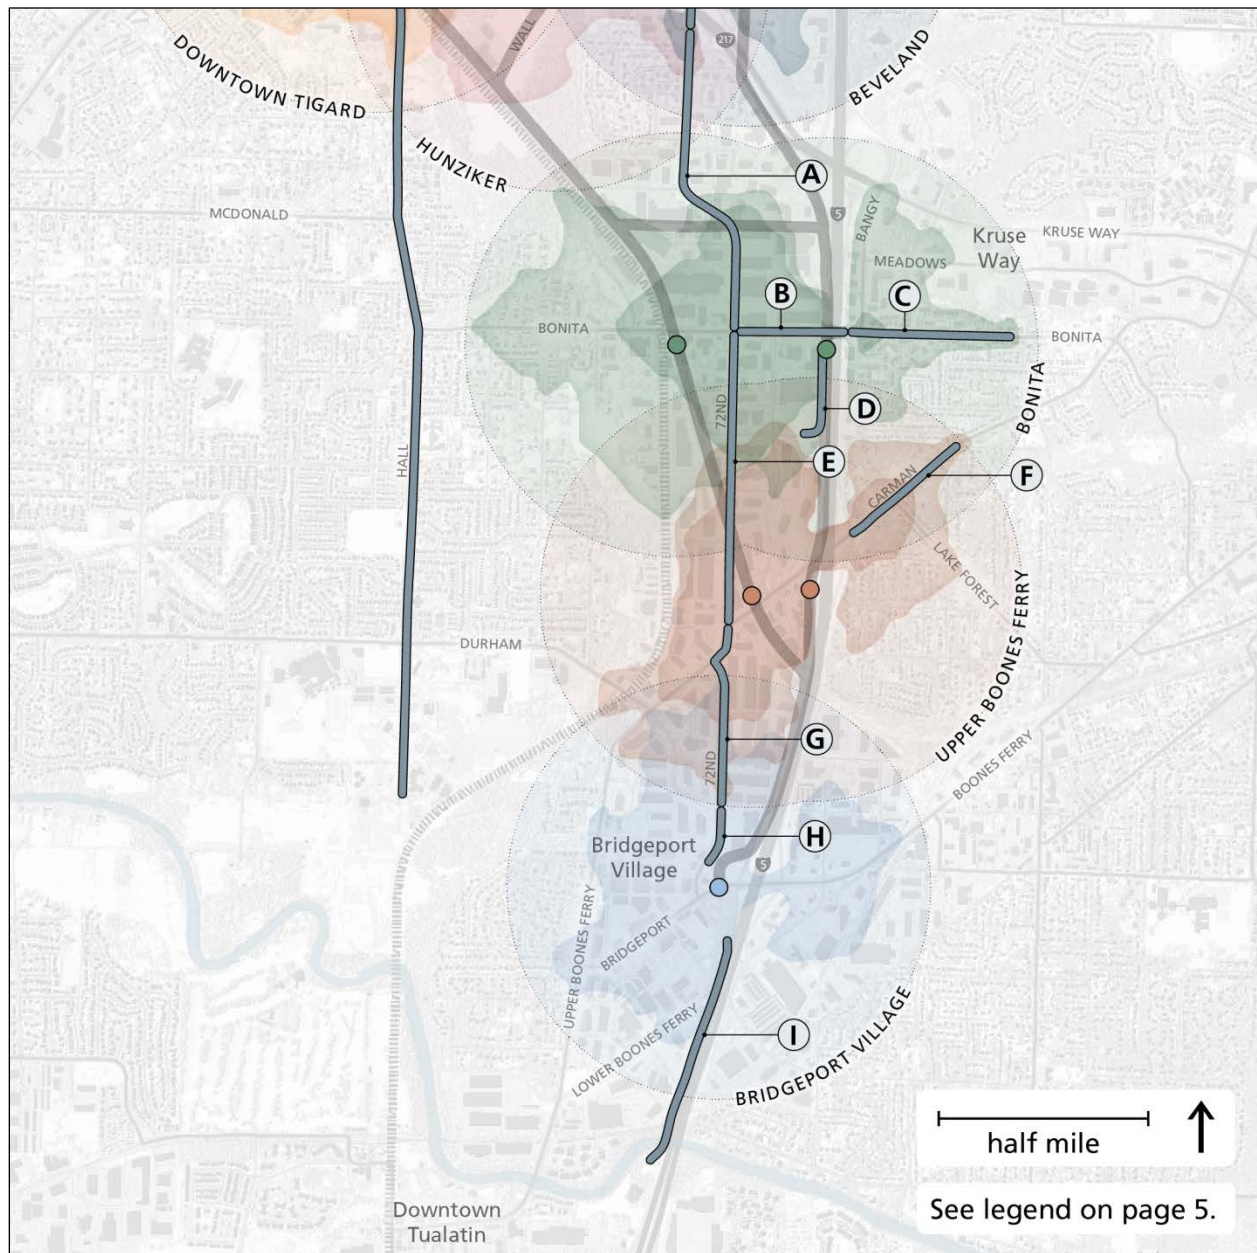 WALL
217
DOWNTOWN TIGARD
BEVELAND
HUNZIKER
A
MCDONALD
5
BANGY
Kruse
Way
KRUSE WAY
MEADOWS
B
C
BONITA
BONITA
BONITA
72ND
D
HALL
E
CARMAN
F
LAKE FOREST
UPPER BOONES FERRY
DURHAM
G
72ND
BOONES FERRY
H
Bridgeport
Village
5
UPPER BOONES FERRY
BRIDGEPORT
I
LOWER BOONES FERRY
BRIDGEPORT VILLAGE
half mile
See legend on page 5.
Downtown
Tualatin